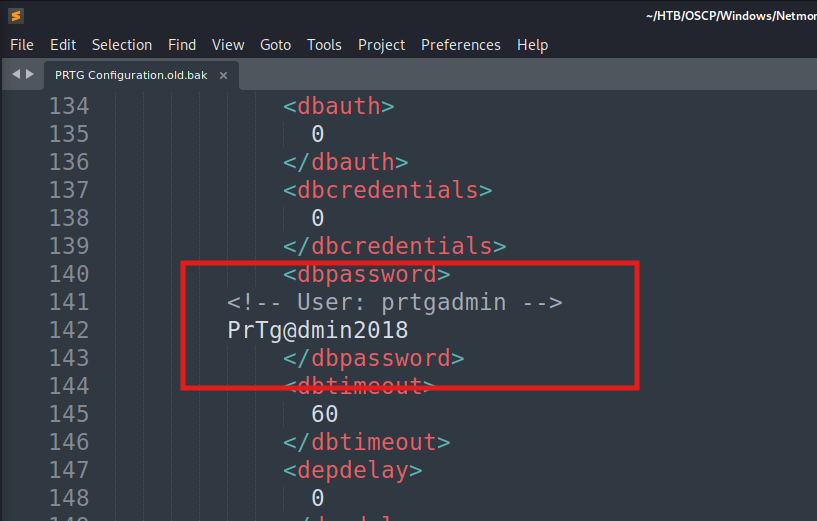 ~/HTB/OSCP/Windows/Netmon
File Edit Selection Find View Goto Tools Project Preferences Help
PRTG Configuration.old.bak ×
134 <dbauth>
135 0
136 </dbauth>
137 <dbcredentials>
138 0
139 </dbcredentials>
140 <dbpassword>
141 <!-- User: prtgadmin -->
142 PrTg@dmin2018
143 </dbpassword>
144 <dbtimeout>
145 60
146 </dbtimeout>
147 <depdelay>
148 0